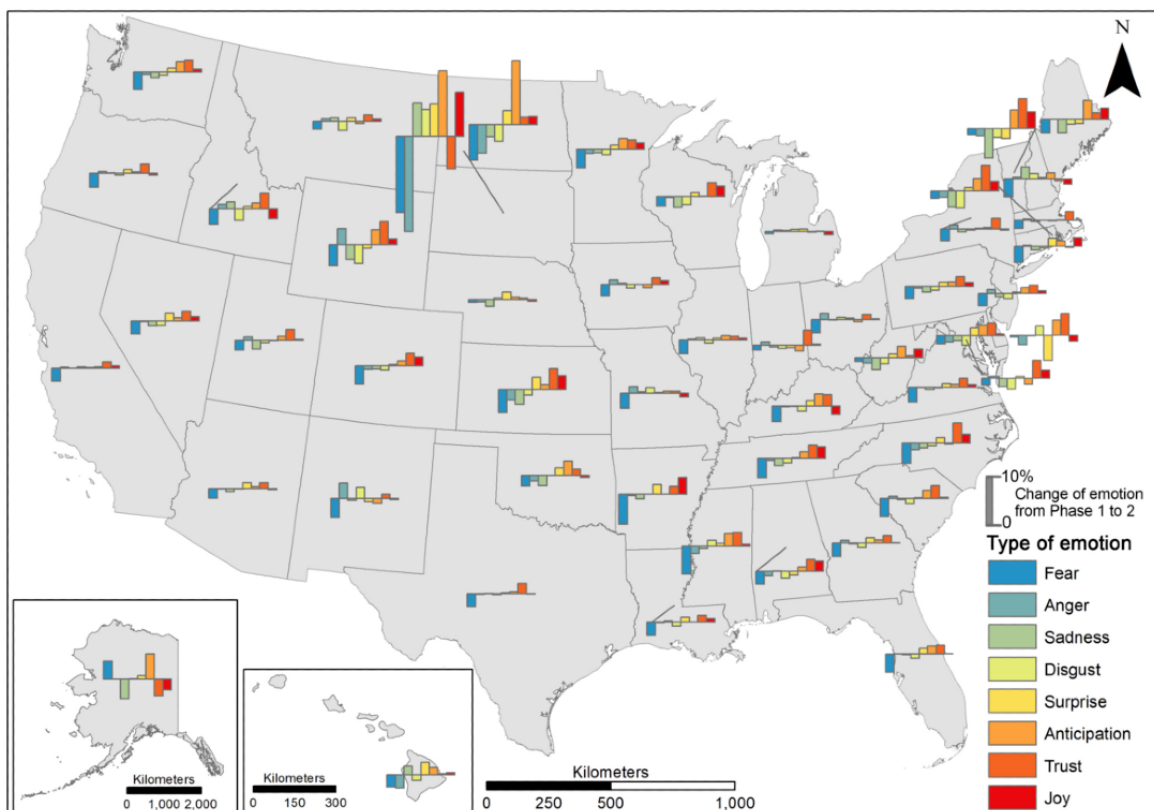 N
10%
0
Change of emotion
from Phase 1 to 2
Type of emotion
Fear
Anger
Sadness
Disgust
Surprise
Anticipation
Trust
Joy
Kilometers
0 1,000 2,000
Kilometers
0 150 300
Kilometers
0 250 500 1,000